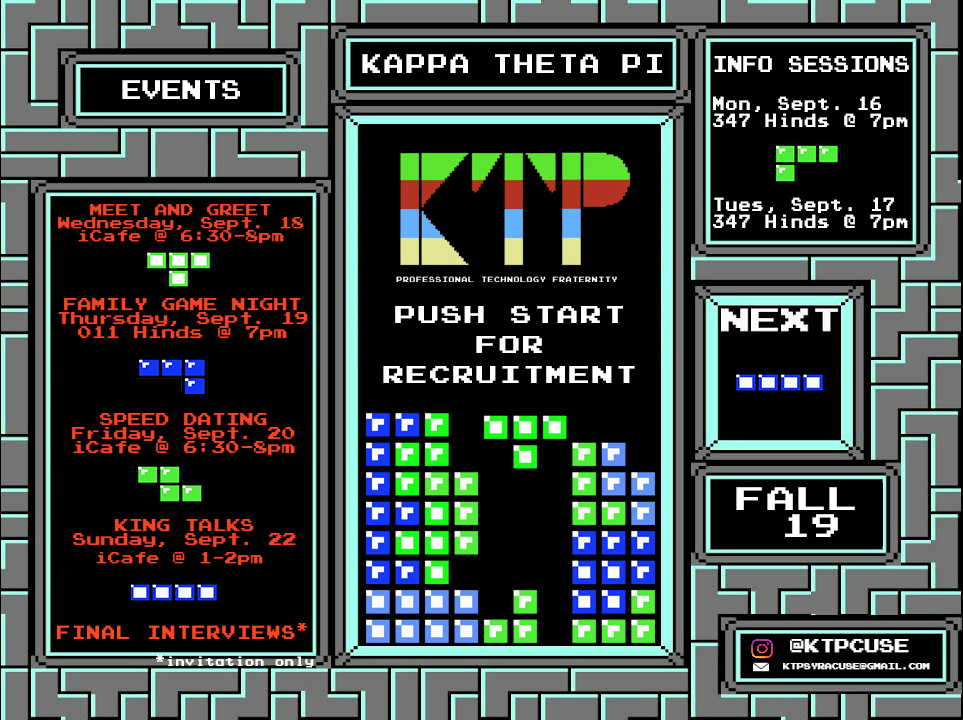 EVENTS
MEET AND GREET
Wednesday, Sept. 18
iCafe @ 6:30-8pm
FAMILY GAME NIGHT
Thursday, Sept. 19
011 Hinds @ 7pm
SPEED DATING
Friday, Sept. 20
iCafe @ 6:30-8pm
KING TALKS
Sunday, Sept. 22
iCafe @ 1-2pm
FINAL INTERVIEWS*
*invitation only
KAPPA THETA PI
KTP
PROFESSIONAL TECHNOLOGY FRATERNITY
PUSH START
FOR
RECRUITMENT
INFO SESSIONS
Mon, Sept. 16
347 Hinds @ 7pm
Tues, Sept. 17
347 Hinds @ 7pm
NEXT
FALL
19
@KTPCUSE
KTPSYRACUSE@GMAIL.COM